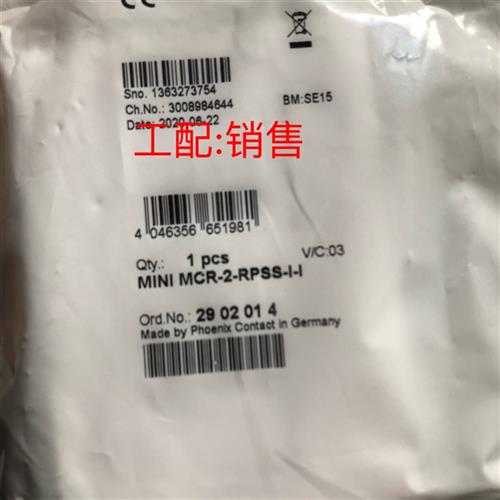 CE
Sno. 1363273754
Ch.No.: 3008984644
BM:SE15
Date: 2020-06-22
工配:销售
4 046356 651981
Qty.: 1 pcs
V/C:03
MINI MCR-2-RPSS-I-I
Ord.No.: 29 02 01 4
Made by Phoenix Contact in Germany